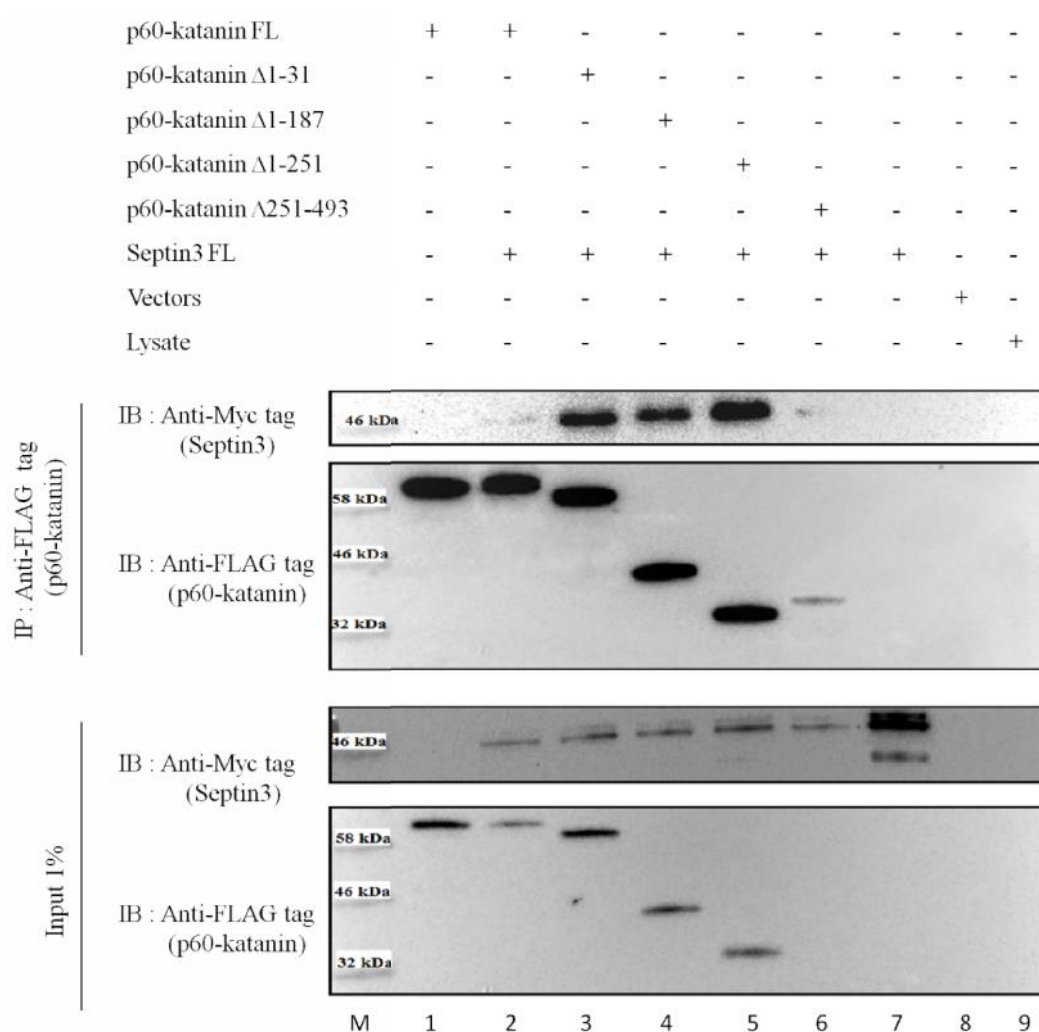 p60-katanin FL + + - - - - - - -
p60-katanin Δ1-31 - - + - - - - - -
p60-katanin Δ1-187 - - - + - - - - -
p60-katanin Δ1-251 - - - - + - - - -
p60-katanin Λ251-493 - - - - - + - - -
Septin3 FL - + + + + + + - -
Vectors - - - - - - - + -
Lysate - - - - - - - - +
IP : Anti-FLAG tag
(p60-katanin)
IB : Anti-Myc tag
(Septin3)
46 kDa
IB : Anti-FLAG tag
(p60-katanin)
58 kDa
46 kDa
32 kDa
Input 1%
IB : Anti-Myc tag
(Septin3)
46 kDa
IB : Anti-FLAG tag
(p60-katanin)
58 kDa
46 kDa
32 kDa
M 1 2 3 4 5 6 7 8 9